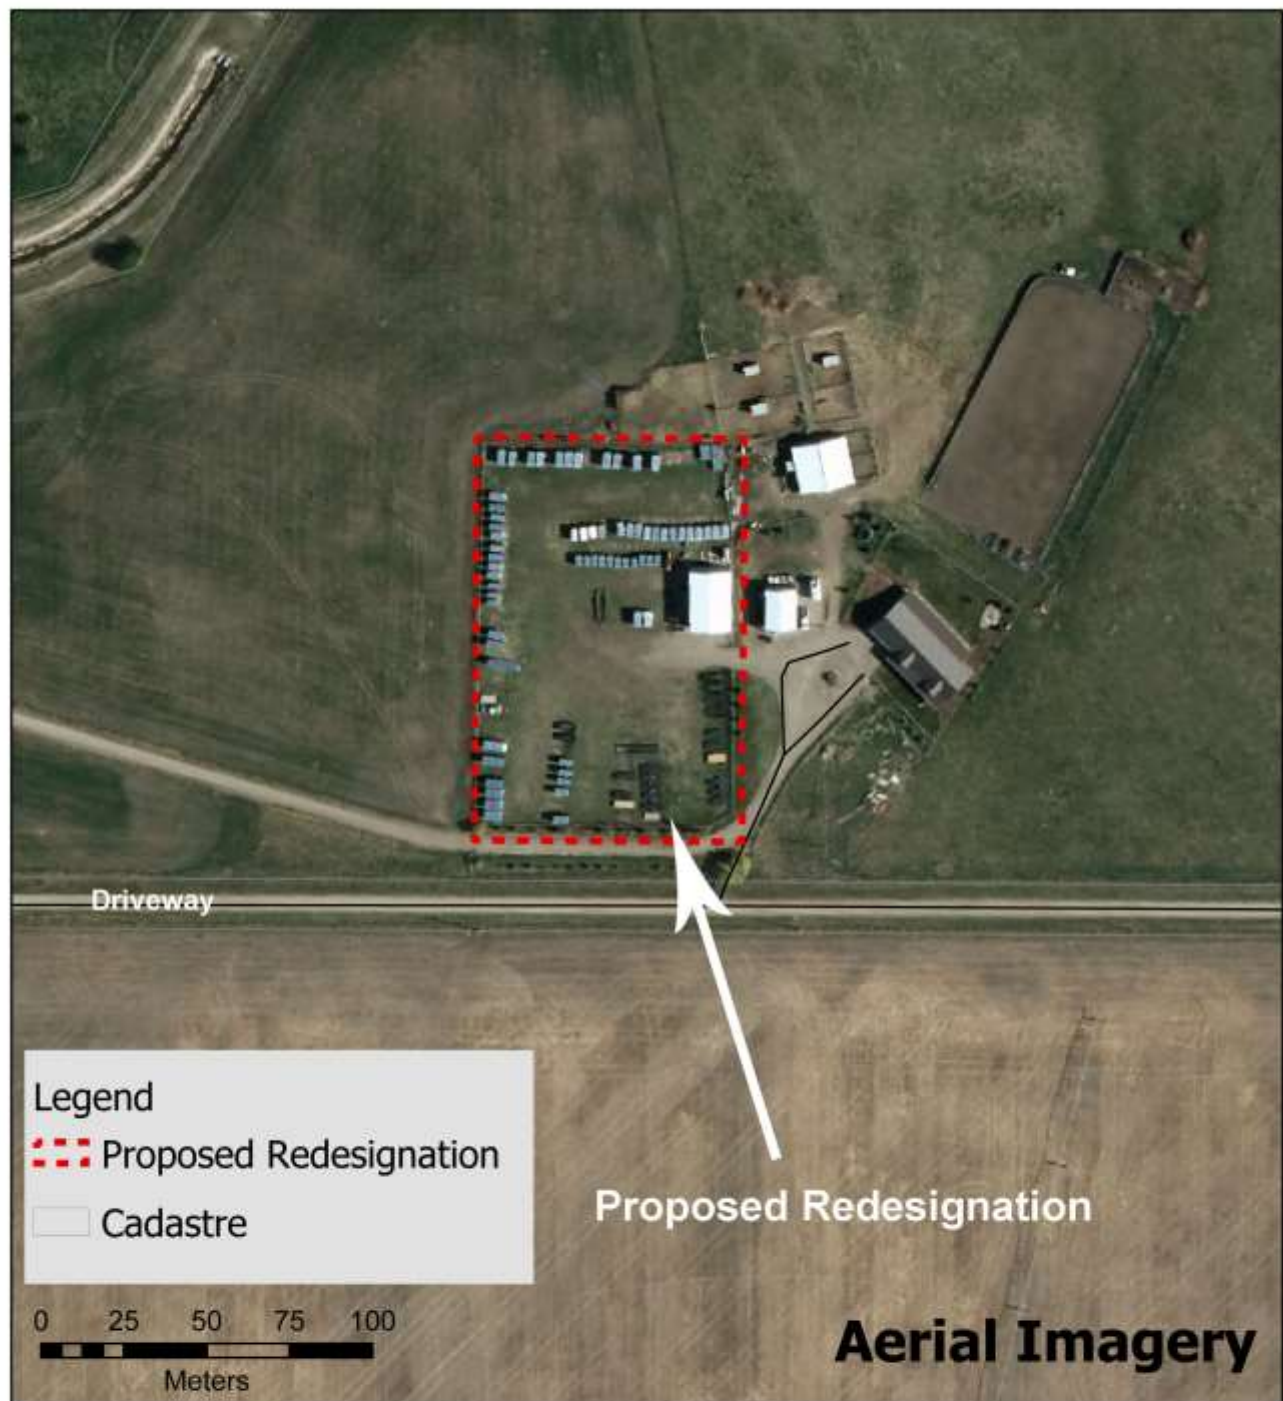 Driveway
Legend
Proposed Redesignation
Cadastre
Proposed Redesignation
0 25 50 75 100
Meters
Aerial Imagery